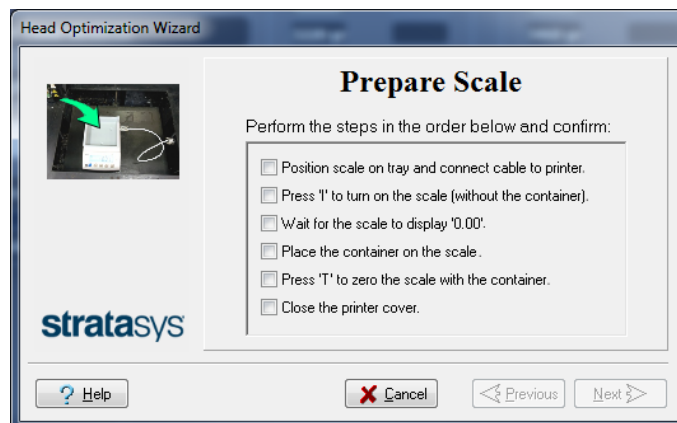 Head Optimization Wizard
Prepare Scale
Perform the steps in the order below and confirm:
Position scale on tray and connect cable to printer.
Press 'I' to turn on the scale (without the container).
Wait for the scale to display '0.00'.
Place the container on the scale.
Press 'T' to zero the scale with the container.
Close the printer cover.
stratasys
? Help
Cancel
Previous
Next